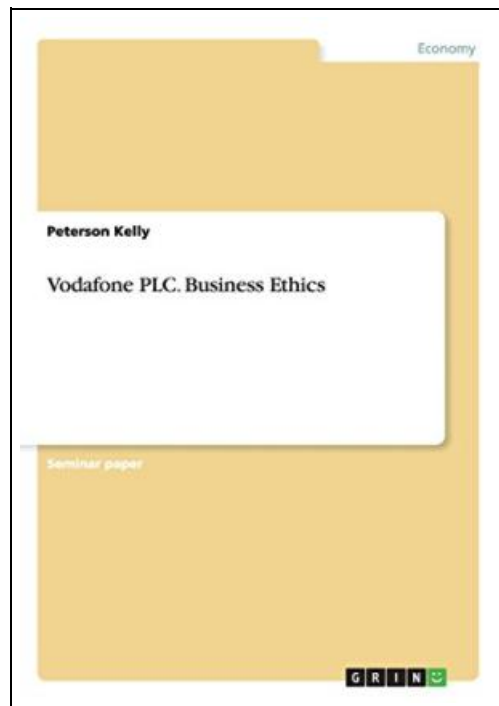 Economy
Peterson Kelly
Vodafone PLC. Business Ethics
Seminar paper
GRIN